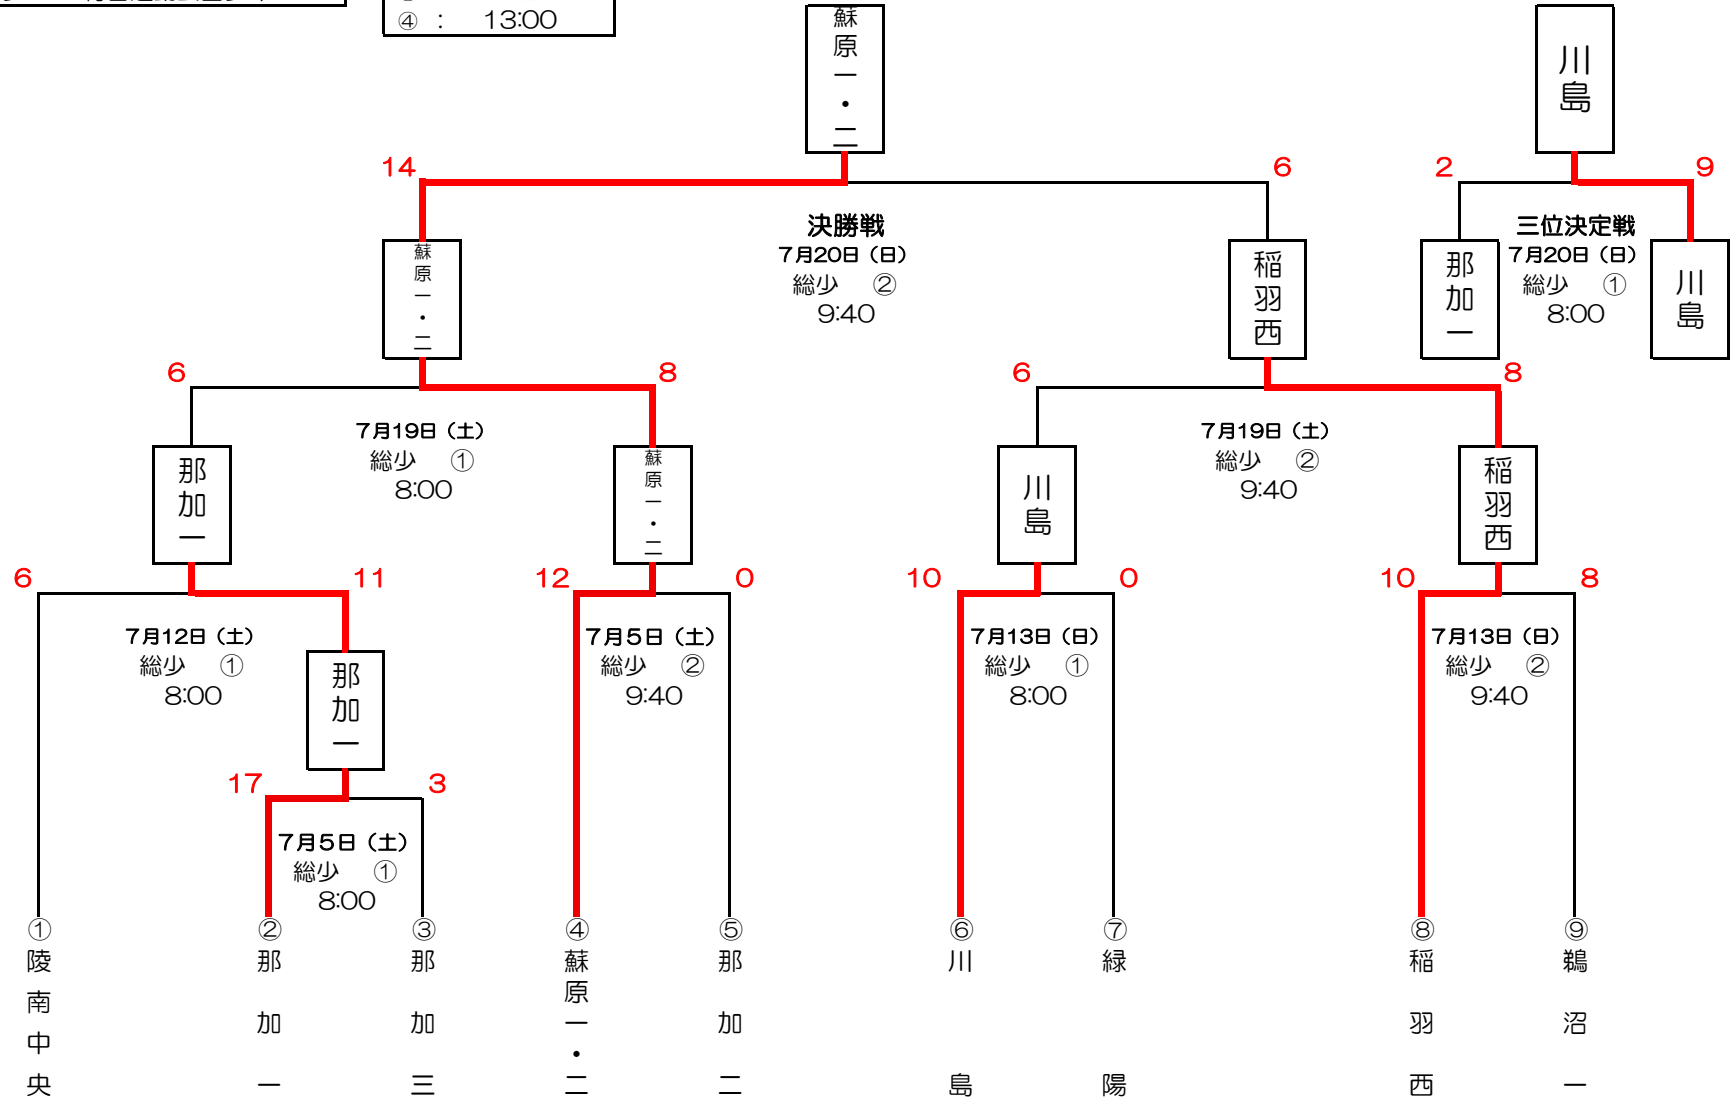 ④ : 13:00
蘇原一・二
川島
14
6
2
9
決勝戦
7月20日（日）
総少 ②
9:40
三位決定戦
7月20日（日）
総少 ①
8:00
蘇原一・二
稲羽西
那加一
川島
6
8
6
8
7月19日（土）
総少 ①
8:00
7月19日（土）
総少 ②
9:40
那加一
蘇原一・二
川島
稲羽西
6
11
12
0
10
0
10
8
7月12日（土）
総少 ①
8:00
7月5日（土）
総少 ②
9:40
7月13日（日）
総少 ①
8:00
7月13日（日）
総少 ②
9:40
那加一
17
3
7月5日（土）
総少 ①
8:00
①陵南中央
②那加一
③那加三
④蘇原一・二
⑤那加二
⑥川島
⑦緑陽
⑧稲羽西
⑨鵜沼一